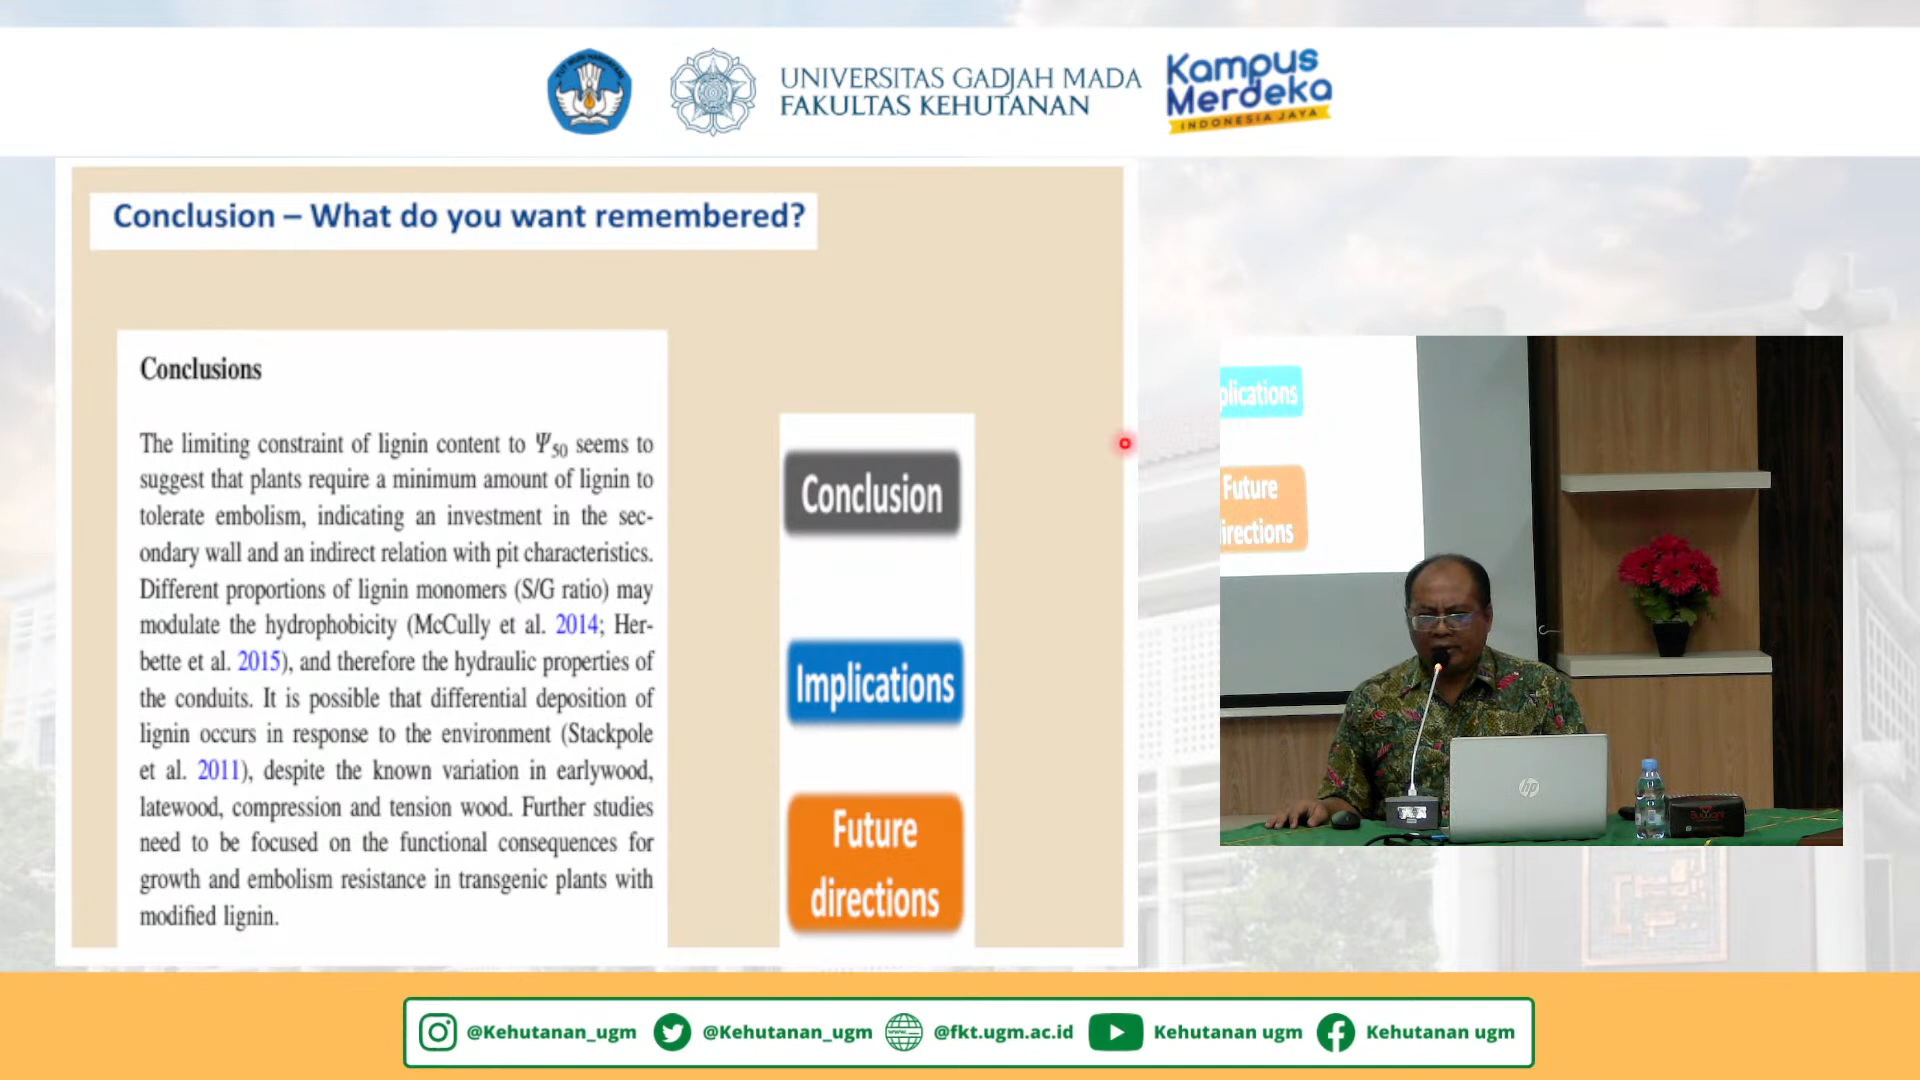 UNIVERSITAS GADJAH MADA
FAKULTAS KEHUTANAN
Kampus
Merdeka
INDONESIA JAYA
Conclusion – What do you want remembered?
Conclusions
The limiting constraint of lignin content to Ψ50 seems to
suggest that plants require a minimum amount of lignin to
tolerate embolism, indicating an investment in the sec-
ondary wall and an indirect relation with pit characteristics.
Different proportions of lignin monomers (S/G ratio) may
modulate the hydrophobicity (McCully et al. 2014; Her-
bette et al. 2015), and therefore the hydraulic properties of
the conduits. It is possible that differential deposition of
lignin occurs in response to the environment (Stackpole
et al. 2011), despite the known variation in earlywood,
latewood, compression and tension wood. Further studies
need to be focused on the functional consequences for
growth and embolism resistance in transgenic plants with
modified lignin.
Conclusion
Implications
Future
directions
plications
Future
irections
hp
@Kehutanan_ugm
@Kehutanan_ugm
@fkt.ugm.ac.id
Kehutanan ugm
Kehutanan ugm